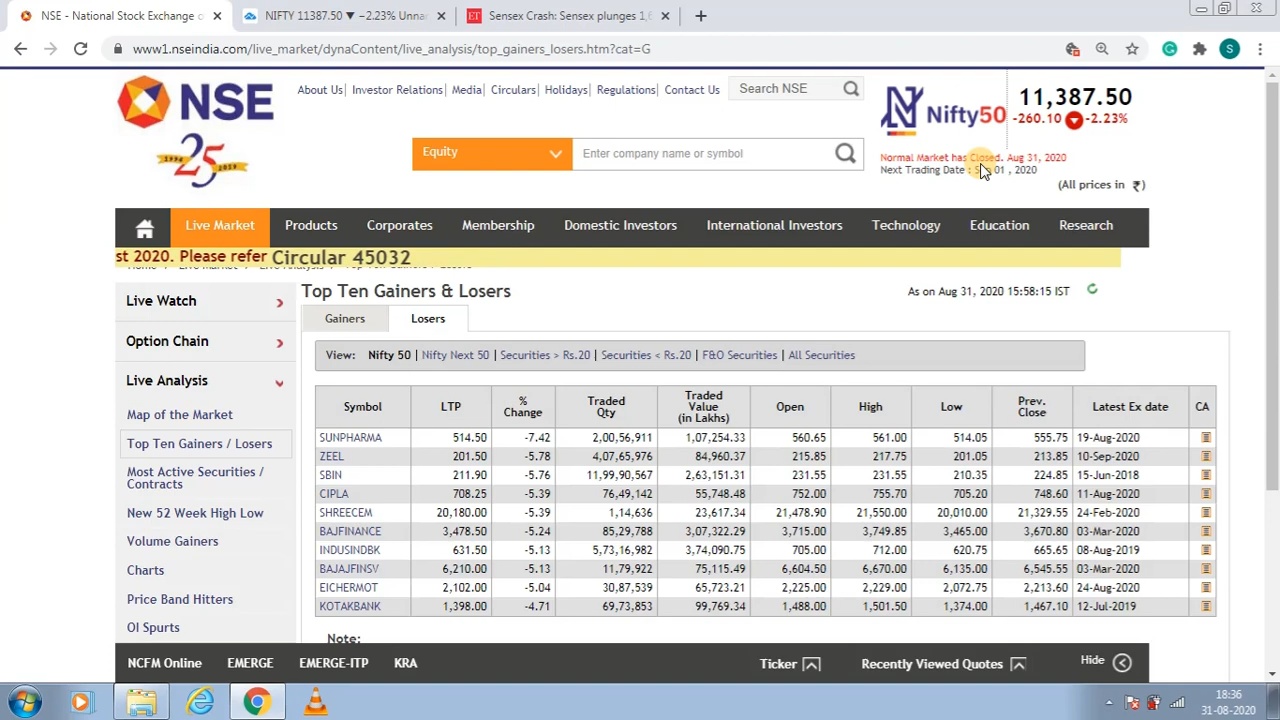 NSE - National Stock Exchange o
NIFTY 11387.50 ▼ −2.23% Unna
ET Sensex Crash: Sensex plunges 1,
www1.nseindia.com/live_market/dynaContent/live_analysis/top_gainers_losers.htm?cat=G
S
NSE
1994 25 2019
About Us| Investor Relations| Media| Circulars| Holidays| Regulations| Contact Us
Search NSE
Equity
Enter company name or symbol
Nifty50
11,387.50
-260.10 -2.23%
Normal Market has Closed. Aug 31, 2020
Next Trading Date : 01 , 2020
(All prices in ₹)
Live Market Products Corporates Membership Domestic Investors International Investors Technology Education Research
st 2020. Please refer Circular 45032
Live Watch
Option Chain
Live Analysis
Map of the Market
Top Ten Gainers / Losers
Most Active Securities /
Contracts
New 52 Week High Low
Volume Gainers
Charts
Price Band Hitters
OI Spurts
Top Ten Gainers & Losers
As on Aug 31, 2020 15:58:15 IST
Gainers Losers
View: Nifty 50 | Nifty Next 50 | Securities > Rs.20 | Securities < Rs.20 | F&O Securities | All Securities
Symbol LTP % Change Traded Qty Traded Value (in Lakhs) Open High Low Prev. Close Latest Ex date CA
SUNPHARMA 514.50 -7.42 2,00,56,911 1,07,254.33 560.65 561.00 514.05 555.75 19-Aug-2020
ZEEL 201.50 -5.78 4,07,65,976 84,960.37 215.85 217.75 201.05 213.85 10-Sep-2020
SBIN 211.90 -5.76 11,99,90,567 2,63,151.31 231.55 231.55 210.35 224.85 15-Jun-2018
CIPLA 708.25 -5.39 76,49,142 55,748.48 752.00 755.70 705.20 748.60 11-Aug-2020
SHREECEM 20,180.00 -5.39 1,14,636 23,617.34 21,478.90 21,550.00 20,010.00 21,329.55 24-Feb-2020
BAJFINANCE 3,478.50 -5.24 85,29,788 3,07,322.29 3,715.00 3,749.85 3,465.00 3,670.80 03-Mar-2020
INDUSINDBK 631.50 -5.13 5,73,16,982 3,74,090.75 705.00 712.00 620.75 665.65 08-Aug-2019
BAJAJFINSV 6,210.00 -5.13 11,79,922 75,115.49 6,604.50 6,670.00 6,135.00 6,545.55 03-Mar-2020
EICHERMOT 2,102.00 -5.04 30,87,539 65,723.21 2,225.00 2,229.00 2,072.75 2,213.60 24-Aug-2020
KOTAKBANK 1,398.00 -4.71 69,73,853 99,769.34 1,488.00 1,501.50 1,374.00 1,467.10 12-Jul-2019
Note:
NCFM Online EMERGE EMERGE-ITP KRA Ticker Recently Viewed Quotes Hide
18:36
31-08-2020